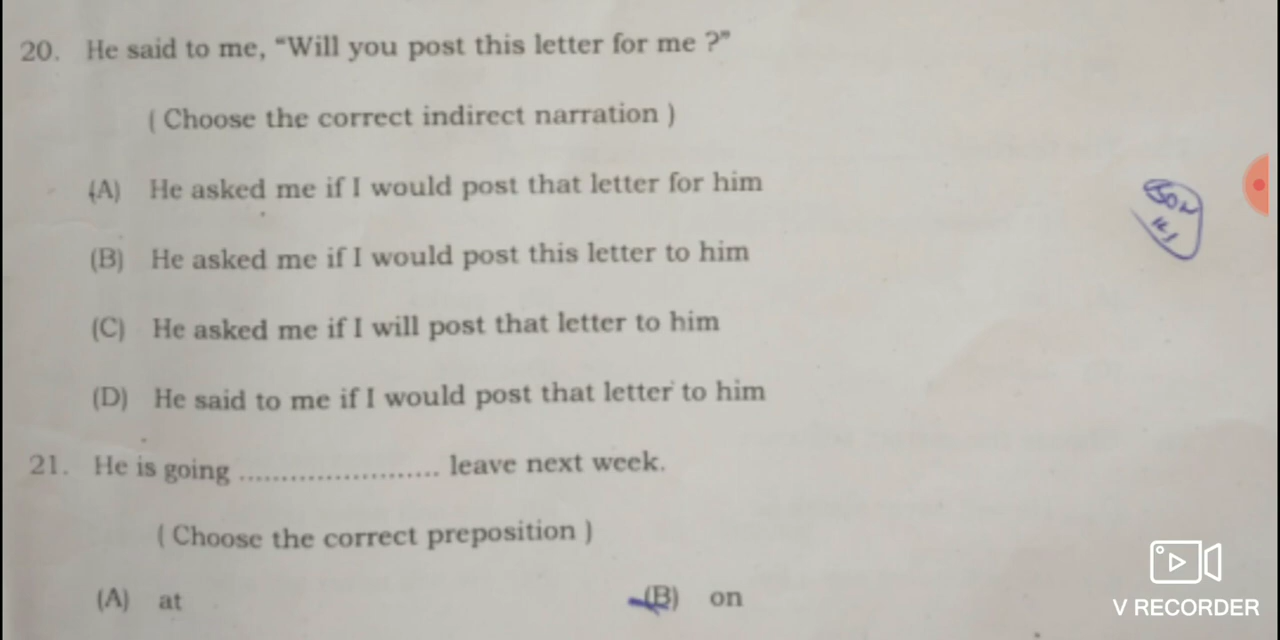 20. He said to me, "Will you post this letter for me ?"
( Choose the correct indirect narration )
(A) He asked me if I would post that letter for him
(B) He asked me if I would post this letter to him
(C) He asked me if I will post that letter to him
(D) He said to me if I would post that letter to him
21. He is going ........................ leave next week.
( Choose the correct preposition )
(A) at (B) on
V RECORDER